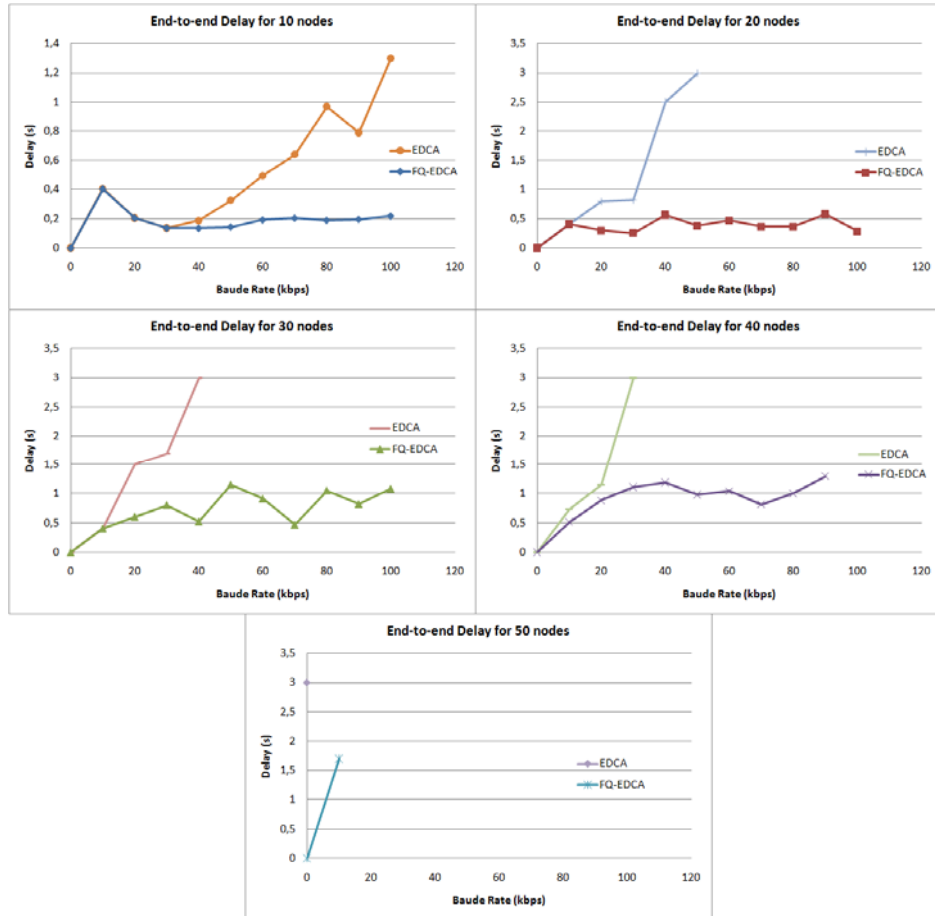 End-to-end Delay for 10 nodes
1,4
1,2
1
0,8
0,6
0,4
0,2
0
Delay (s)
0 20 40 60 80 100 120
Baude Rate (kbps)
EDCA
FQ-EDCA
End-to-end Delay for 20 nodes
3,5
3
2,5
2
1,5
1
0,5
0
Delay (s)
0 20 40 60 80 100 120
Baude Rate (kbps)
EDCA
FQ-EDCA
End-to-end Delay for 30 nodes
3,5
3
2,5
2
1,5
1
0,5
0
Delay (s)
0 20 40 60 80 100 120
Baude Rate (kbps)
EDCA
FQ-EDCA
End-to-end Delay for 40 nodes
3,5
3
2,5
2
1,5
1
0,5
0
Delay (s)
0 20 40 60 80 100 120
Baude Rate (kbps)
EDCA
FQ-EDCA
End-to-end Delay for 50 nodes
3,5
3
2,5
2
1,5
1
0,5
0
Delay (s)
0 20 40 60 80 100 120
Baude Rate (kbps)
EDCA
FQ-EDCA